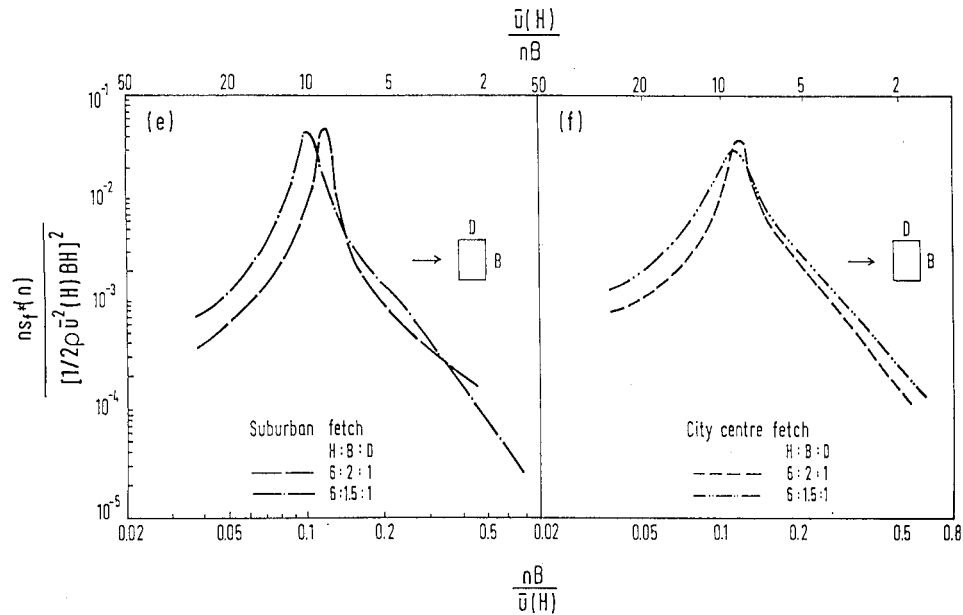 ū(H)
nB
50 20 10 5 2 50 20 10 5 2
10⁻¹
10⁻²
10⁻³
10⁻⁴
10⁻⁵
nS_f*(n)
[1/2ρū²(H)BH]²
(e)
D
B
Suburban fetch
H:B:D
6:2:1
6:1.5:1
(f)
D
B
City centre fetch
H:B:D
6:2:1
6:1.5:1
0.02 0.05 0.1 0.2 0.5 0.02 0.05 0.1 0.2 0.5 0.8
nB
ū(H)